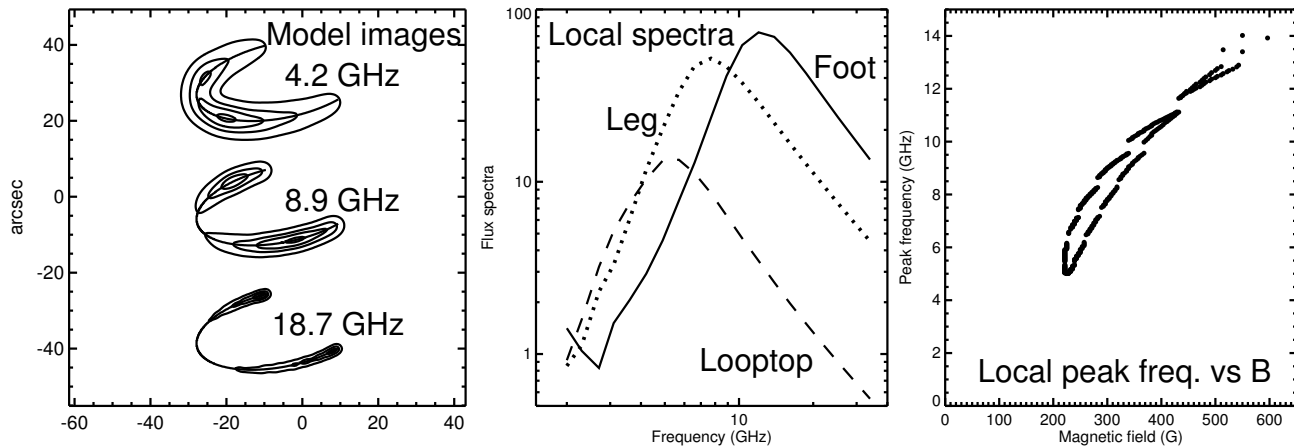 Model images
4.2 GHz
8.9 GHz
18.7 GHz
arcsec
40
20
0
-20
-40
-60
-40
-20
0
20
40
Local spectra
Foot
Leg
Looptop
Flux spectra
100
10
1
10
Frequency (GHz)
Local peak freq. vs B
Peak frequency (GHz)
14
12
10
8
6
4
2
0
0
100
200
300
400
500
600
Magnetic field (G)